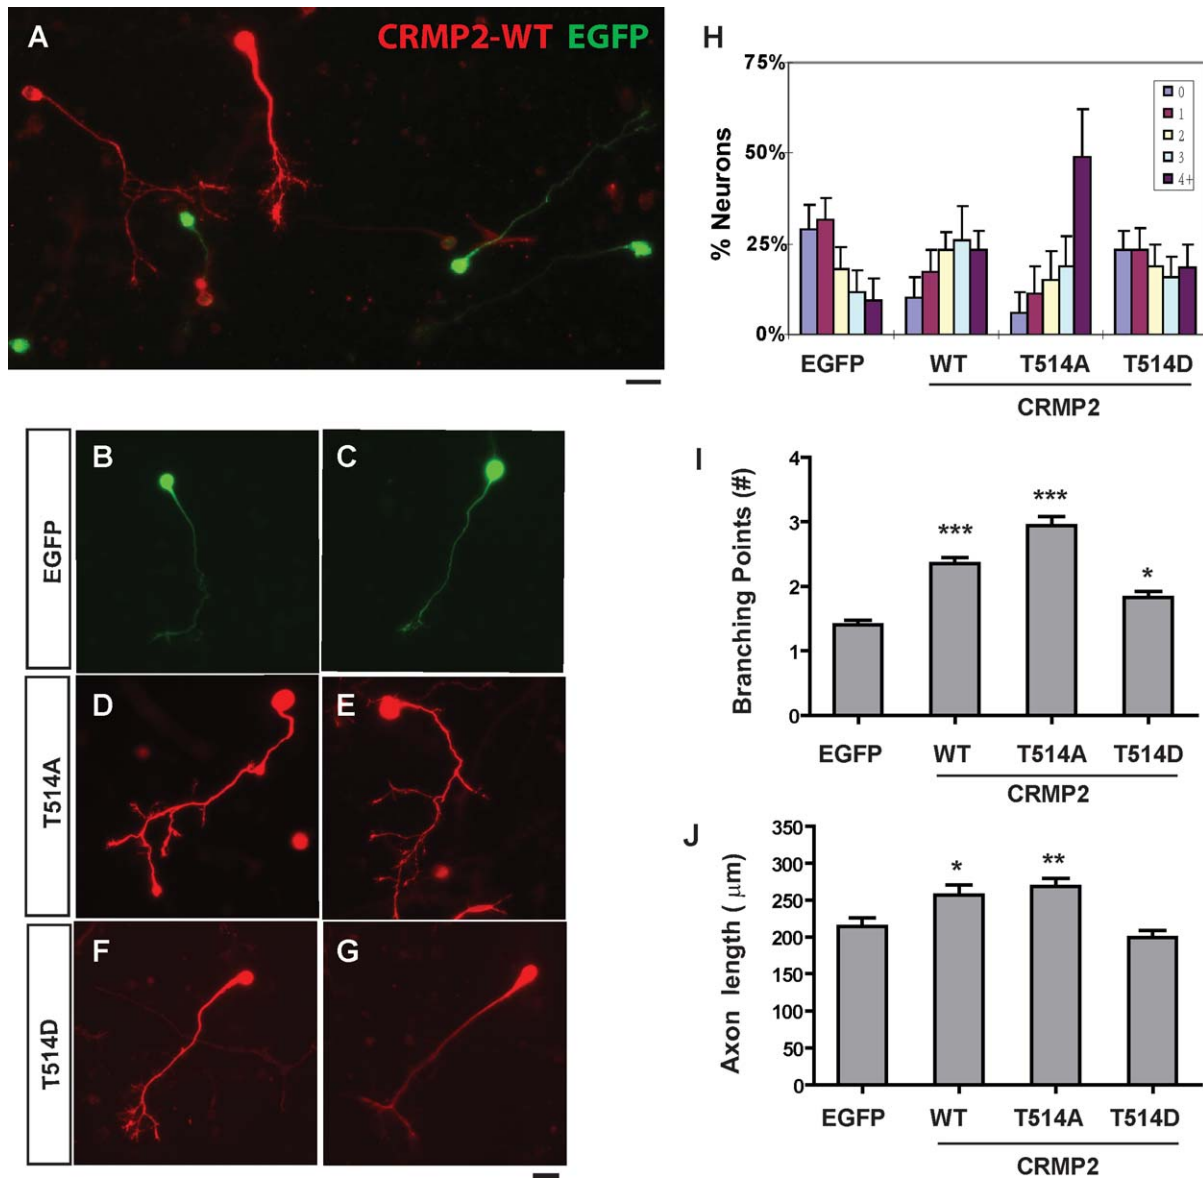 A
CRMP2-WT EGFP
B
C
EGFP
D
E
T514A
F
G
T514D
H
75%
50%
25%
0%
% Neurons
0
1
2
3
4+
EGFP WT T514A T514D
CRMP2
I
4
3
2
1
0
Branching Points (#)
***
***
*
EGFP WT T514A T514D
CRMP2
J
350
300
250
200
150
100
50
0
Axon length ( μm)
*
**
EGFP WT T514A T514D
CRMP2